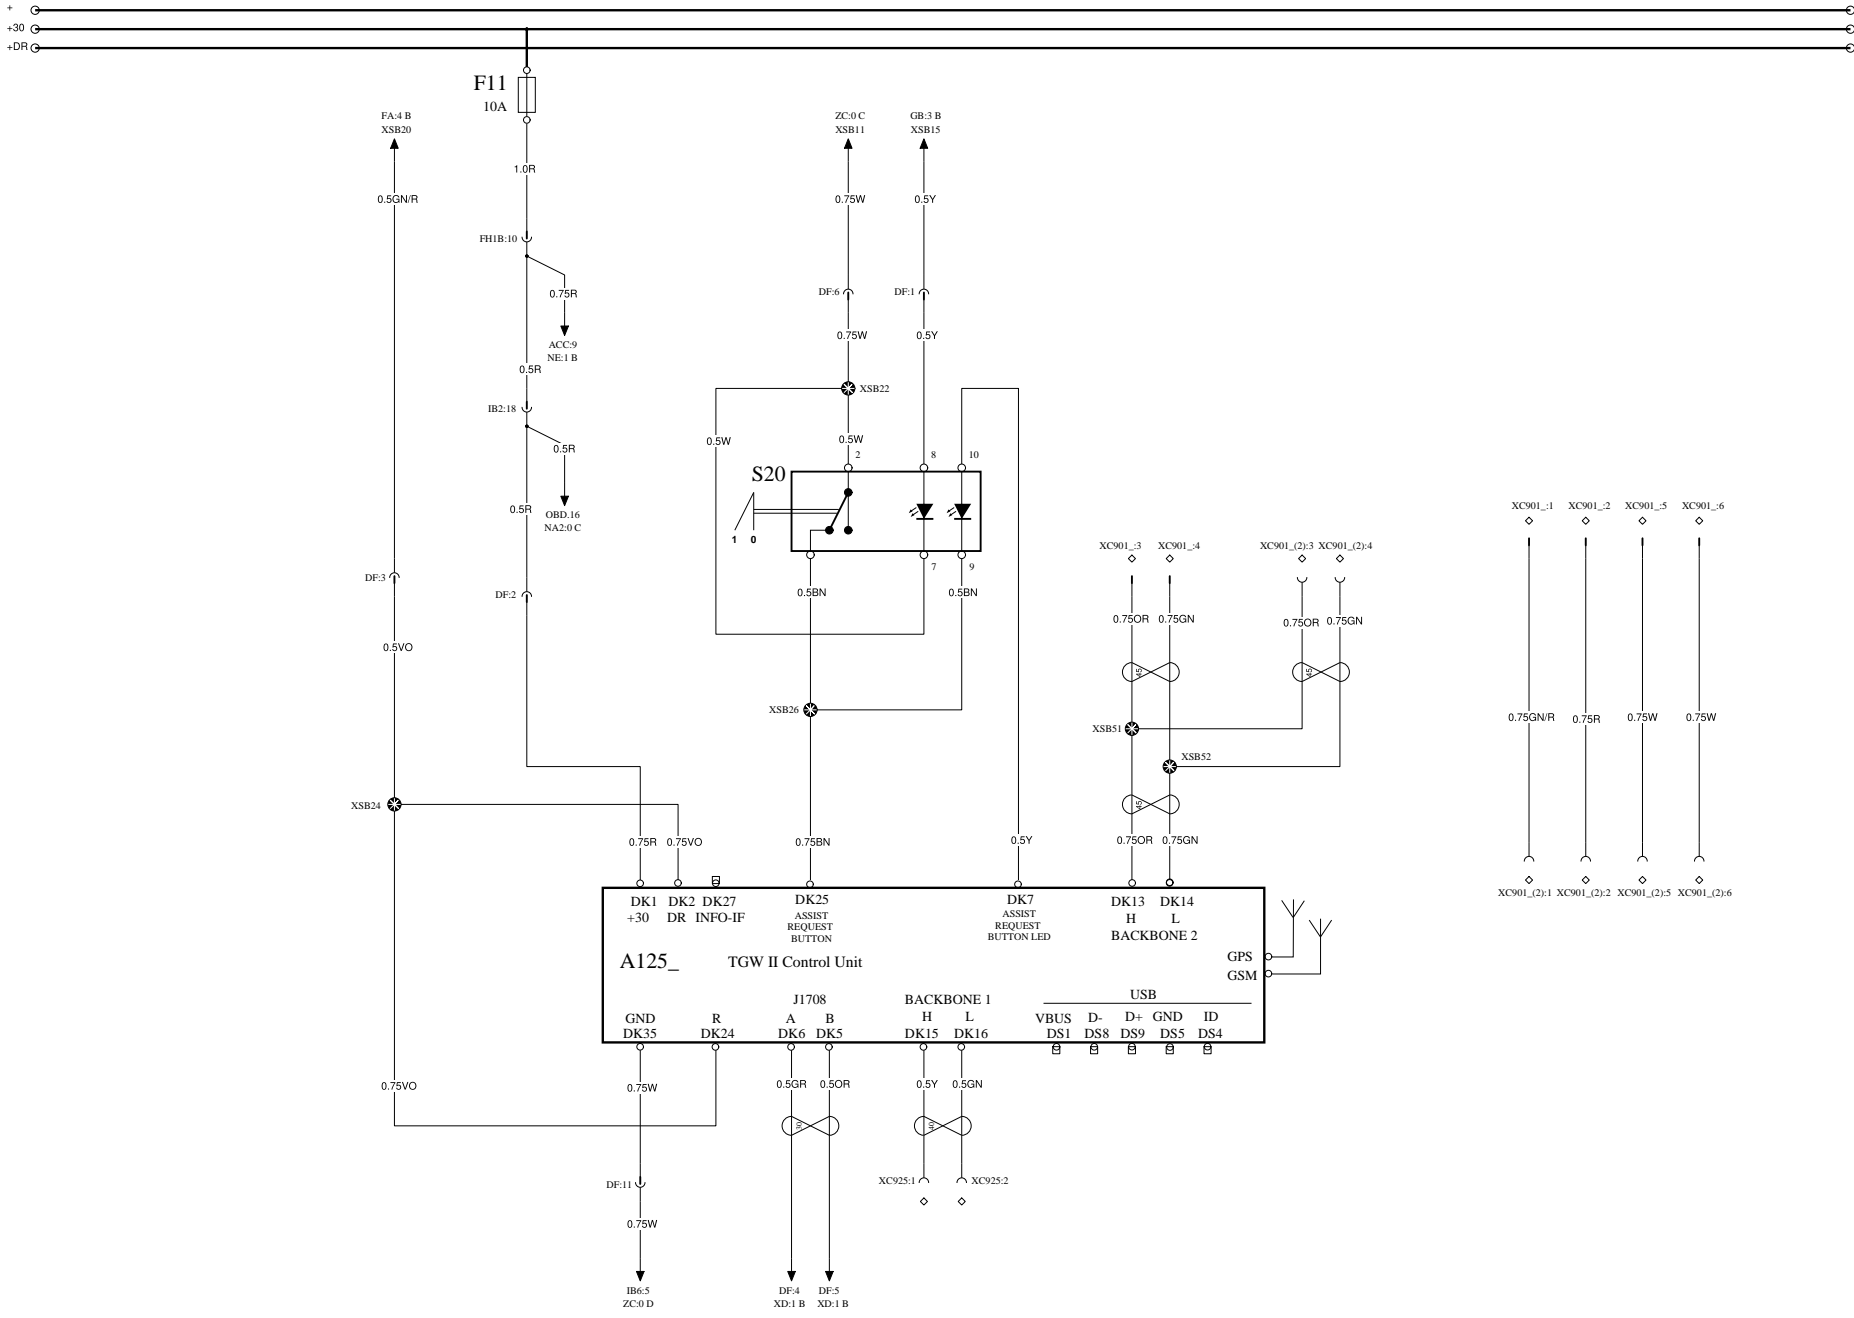 +
+30
+DR
F11
10A
FA:4 B
XSB20
ZC:0 C
XSB11
GB:3 B
XSB15
1.0R
0.5GN/R
0.75W
0.5Y
FH1B:10
0.75R
DF:6
DF:1
0.75W
0.5Y
ACC:9
NE:1 B
0.5R
XSB22
IB2:18
0.5W
0.5W
0.5R
2
8
10
S20
0.5R
OBD.16
NA2:0 C
XC901_:1
XC901_:2
XC901_:5
XC901_:6
1
0
XC901_:3
XC901_:4
XC901_(2):3
XC901_(2):4
7
9
DF:3
DF:2
0.5BN
0.5BN
0.75OR
0.75GN
0.75OR
0.75GN
0.5VO
45
45
XSB26
0.75GN/R
0.75R
0.75W
0.75W
XSB51
XSB52
XSB24
45
0.75R
0.75VO
0.75BN
0.5Y
0.75OR
0.75GN
XC901_(2):1
XC901_(2):2
XC901_(2):5
XC901_(2):6
DK1
DK2
DK27
DK25
DK7
DK13
DK14
+30
DR
INFO-IF
ASSIST
REQUEST
BUTTON
ASSIST
REQUEST
BUTTON LED
H
L
BACKBONE 2
A125_
TGW II Control Unit
GPS
GSM
J1708
BACKBONE 1
USB
GND
R
A
B
H
L
VBUS
D-
D+
GND
ID
DK35
DK24
DK6
DK5
DK15
DK16
DS1
DS8
DS9
DS5
DS4
0.75VO
0.75W
0.5GR
0.5OR
0.5Y
0.5GN
30
40
DF:11
XC925:1
XC925:2
0.75W
IB6:5
ZC:0 D
DF:4
XD:1 B
DF:5
XD:1 B